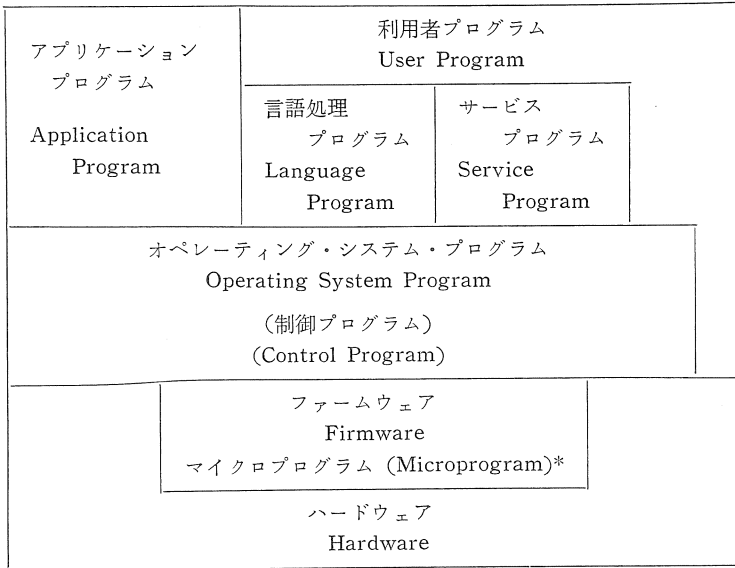 アプリケーション
プログラム
Application
Program
利用者プログラム
User Program
言語処理
プログラム
Language
Program
サービス
プログラム
Service
Program
オペレーティング・システム・プログラム
Operating System Program
(制御プログラム)
(Control Program)
ファームウェア
Firmware
マイクロプログラム (Microprogram)*
ハードウェア
Hardware